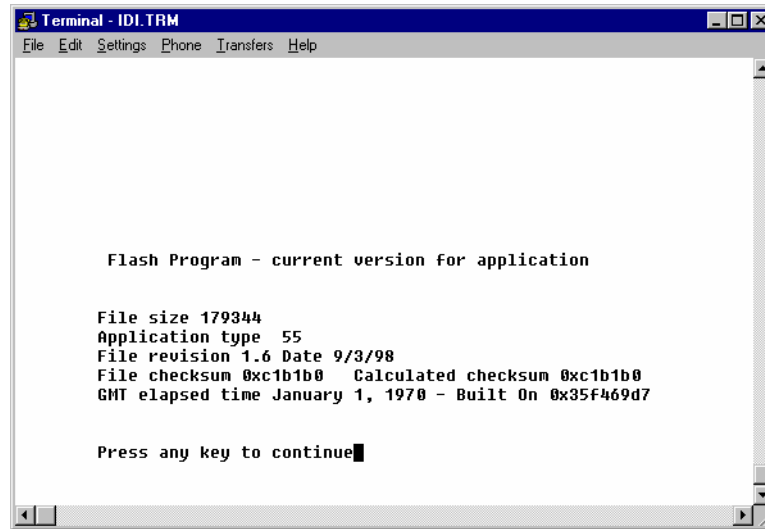 Terminal - IDI.TRM
File Edit Settings Phone Transfers Help
Flash Program - current version for application
File size 179344
Application type 55
File revision 1.6 Date 9/3/98
File checksum 0xc1b1b0 Calculated checksum 0xc1b1b0
GMT elapsed time January 1, 1970 - Built On 0x35f469d7
Press any key to continue